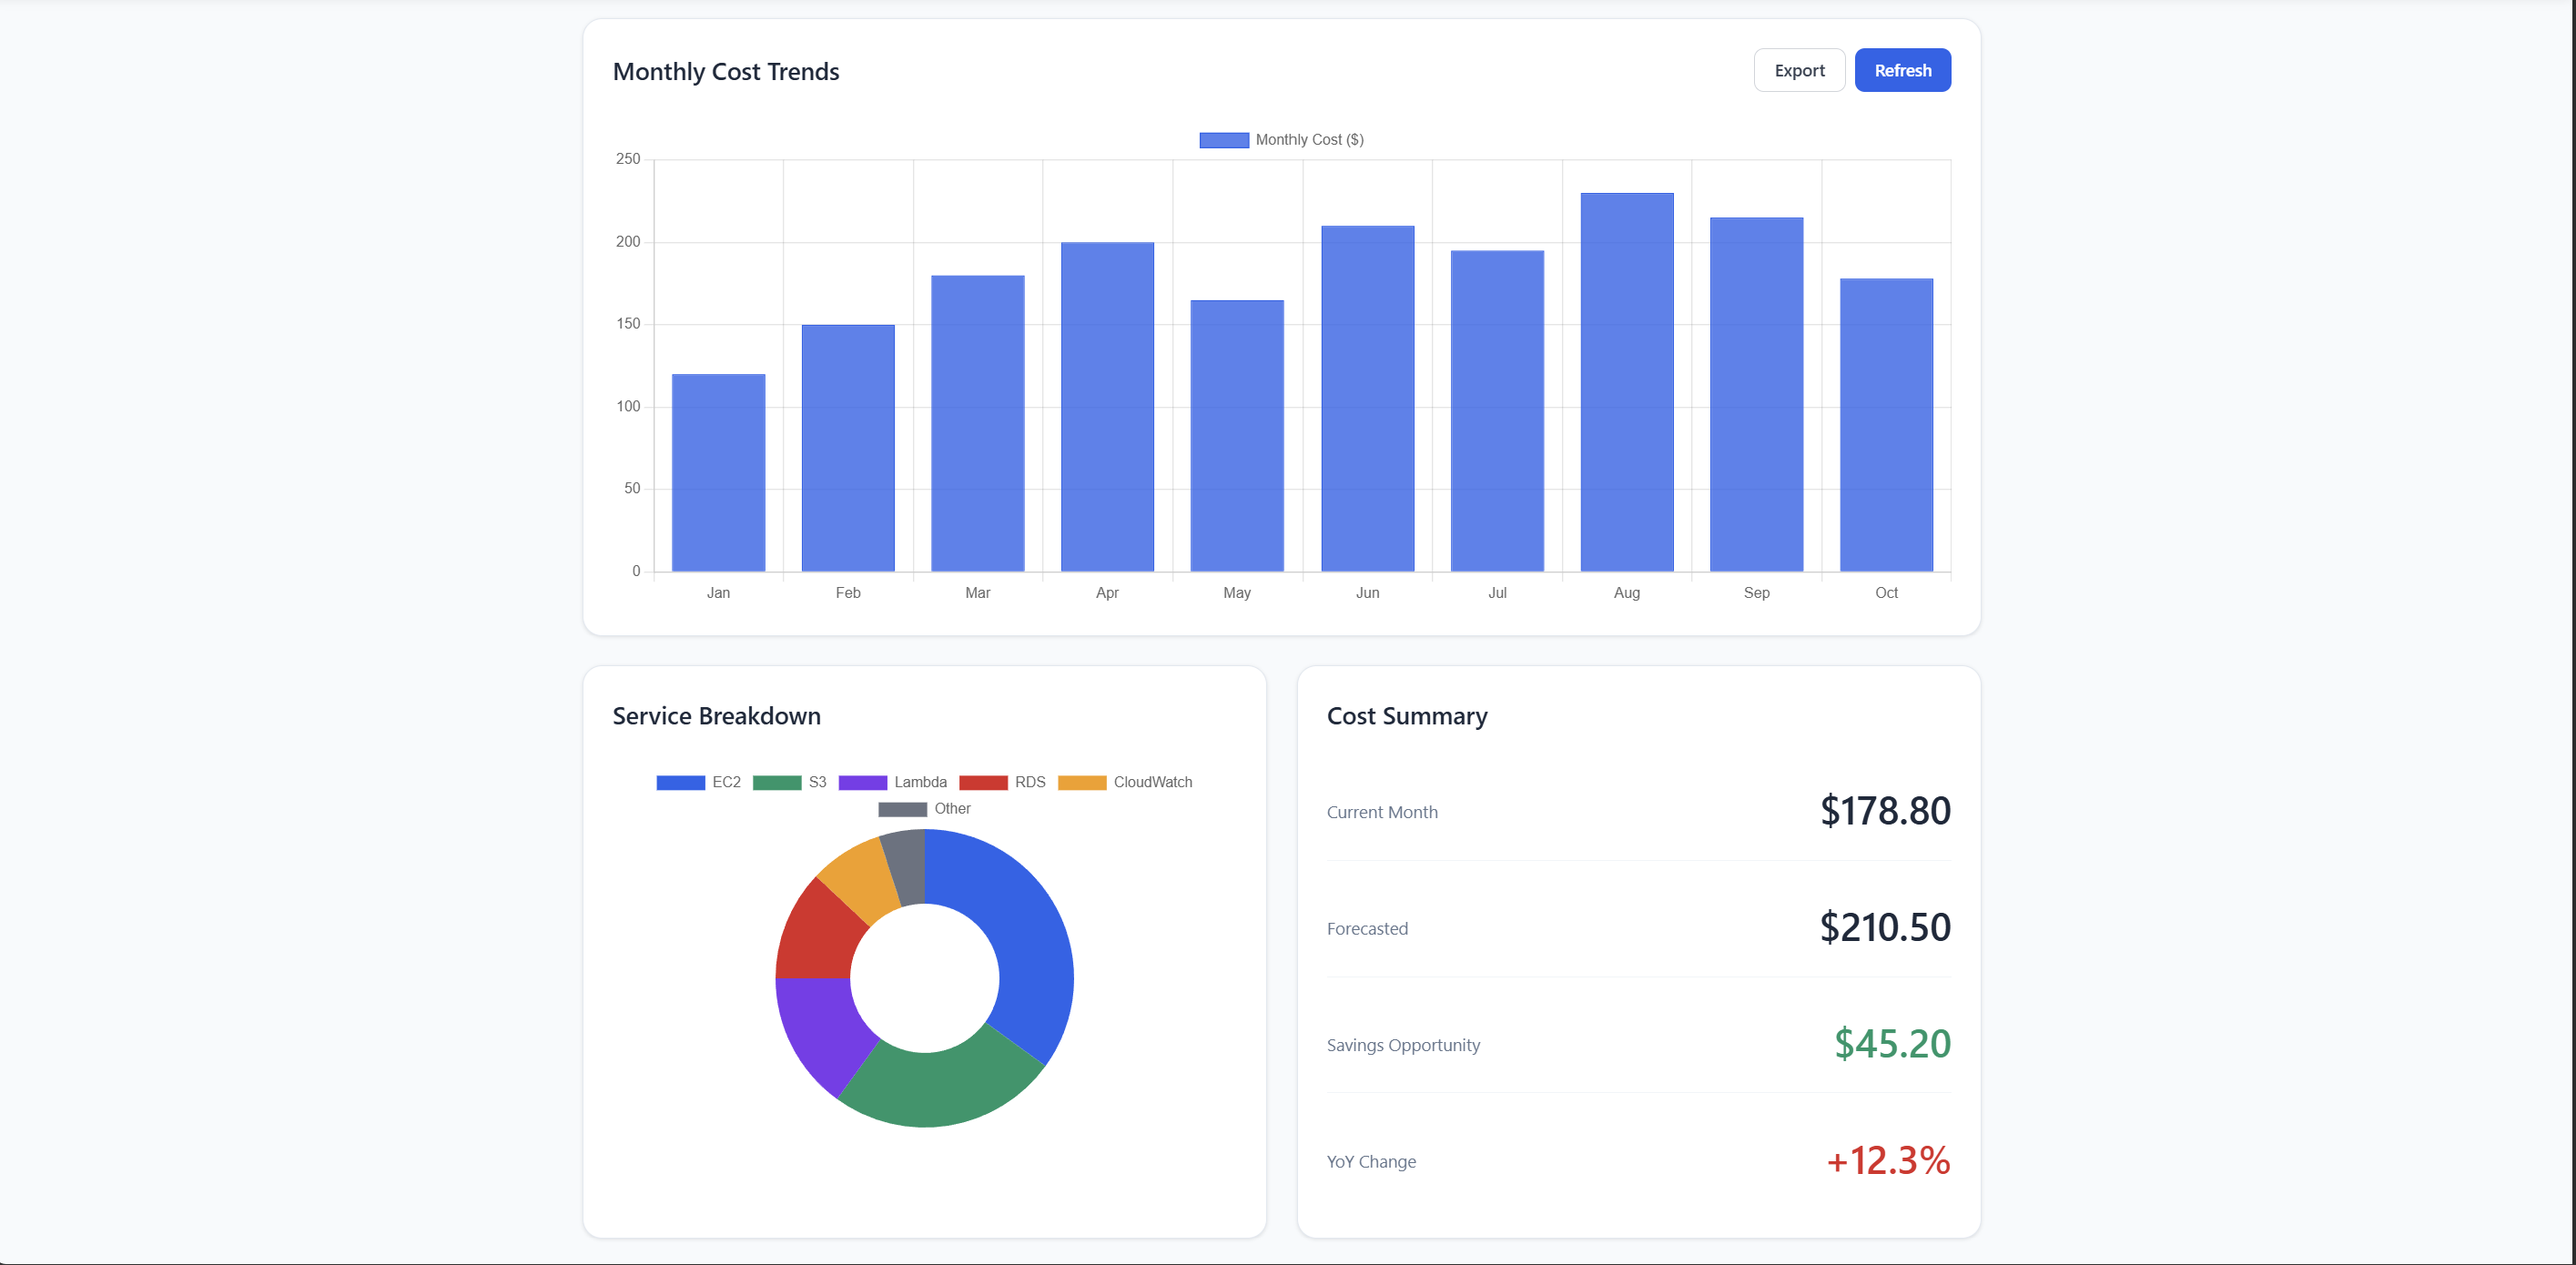 Monthly Cost Trends
Export
Refresh
Monthly Cost ($)
250
200
150
100
50
0
Jan Feb Mar Apr May Jun Jul Aug Sep Oct
Service Breakdown
EC2 S3 Lambda RDS CloudWatch
Other
Cost Summary
Current Month $178.80
Forecasted $210.50
Savings Opportunity $45.20
YoY Change +12.3%